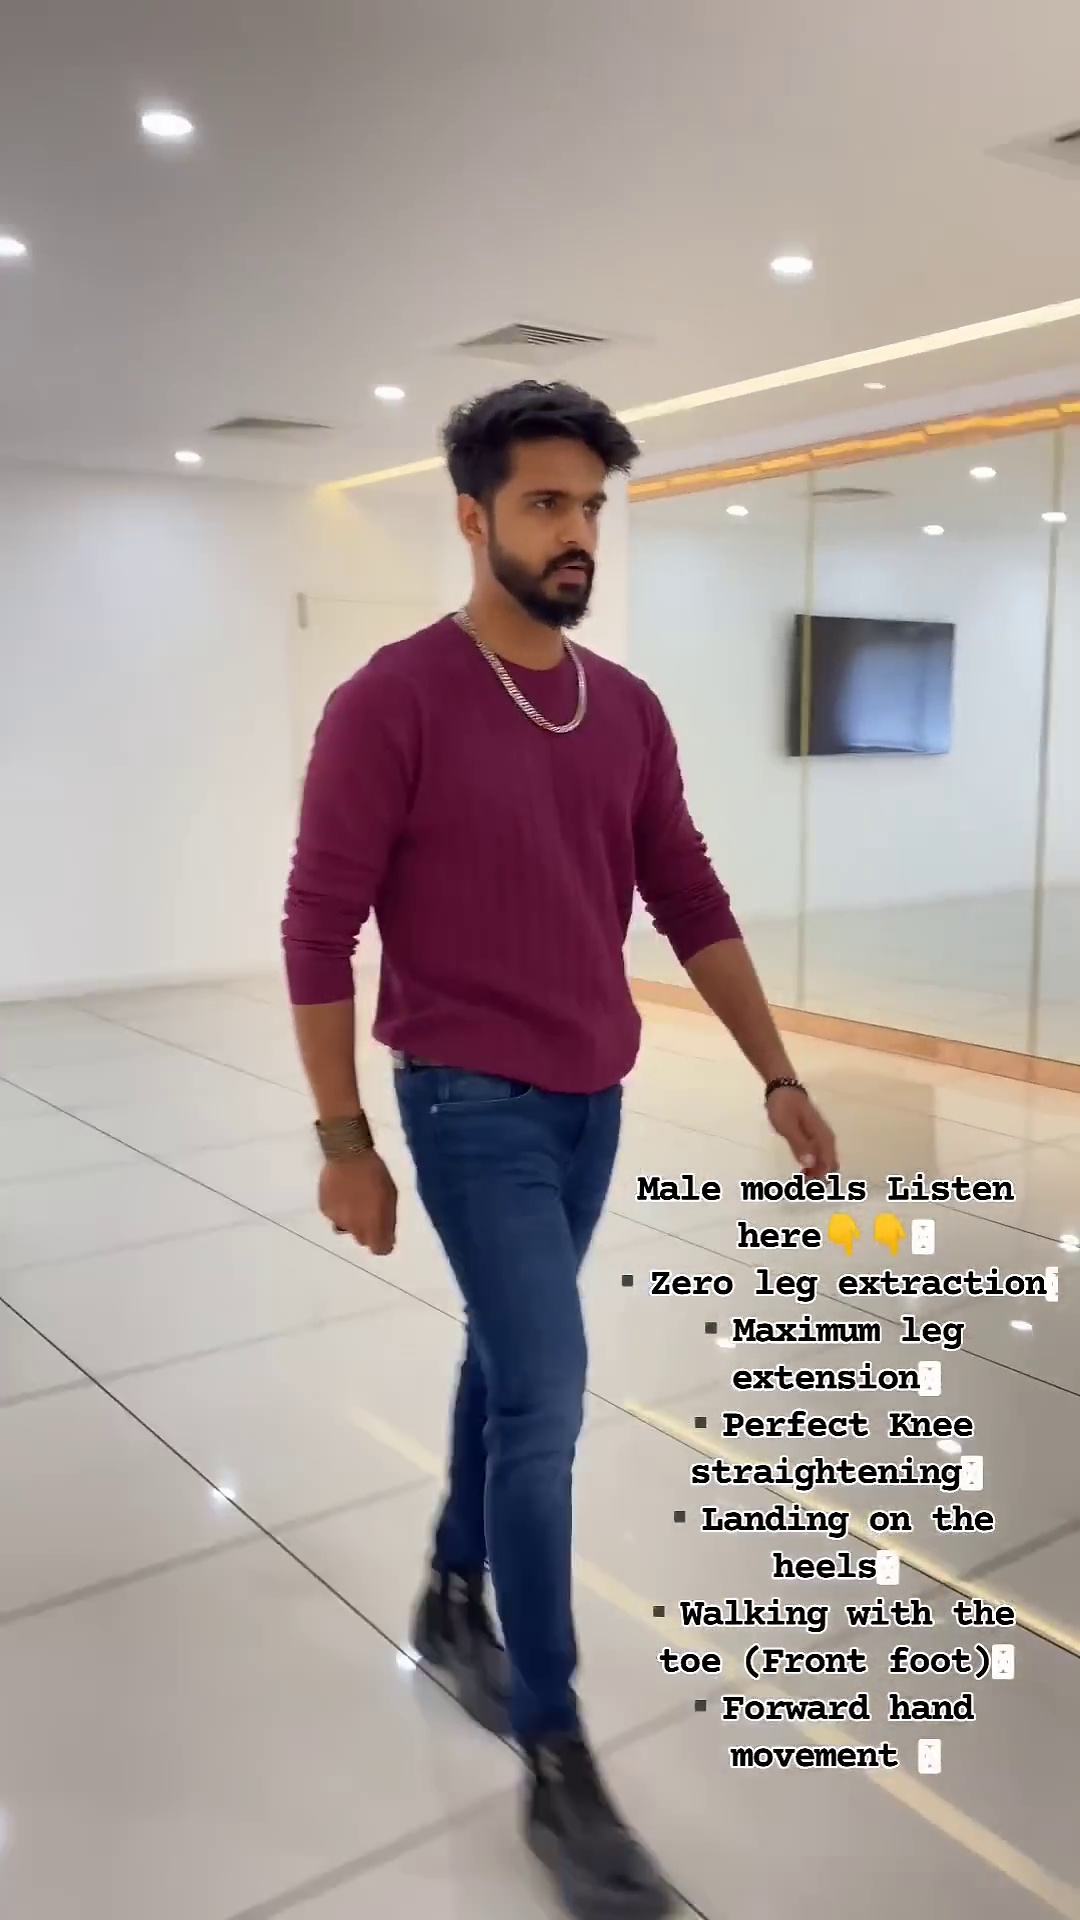 Male models Listen
here👇👇
▪️Zero leg extraction
▪️Maximum leg
extension
▪️Perfect Knee
straightening
▪️Landing on the
heels
▪️Walking with the
toe (Front foot)
▪️Forward hand
movement